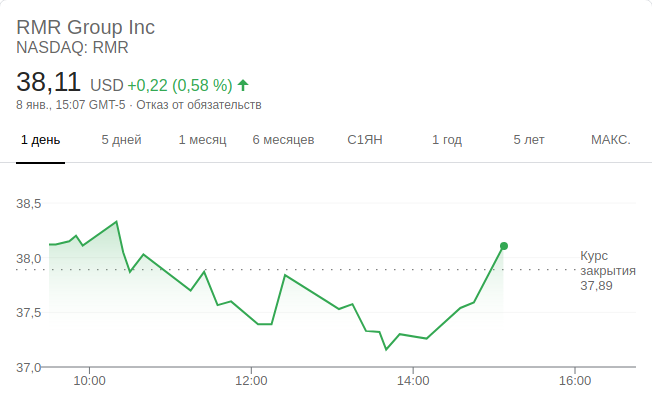 RMR Group Inc
NASDAQ: RMR
38,11 USD +0,22 (0,58 %)
8 янв., 15:07 GMT-5 · Отказ от обязательств
1 день 5 дней 1 месяц 6 месяцев С1ЯН 1 год 5 лет МАКС.
38,5
38,0
37,5
37,0
Курс
закрытия
37,89
10:00 12:00 14:00 16:00